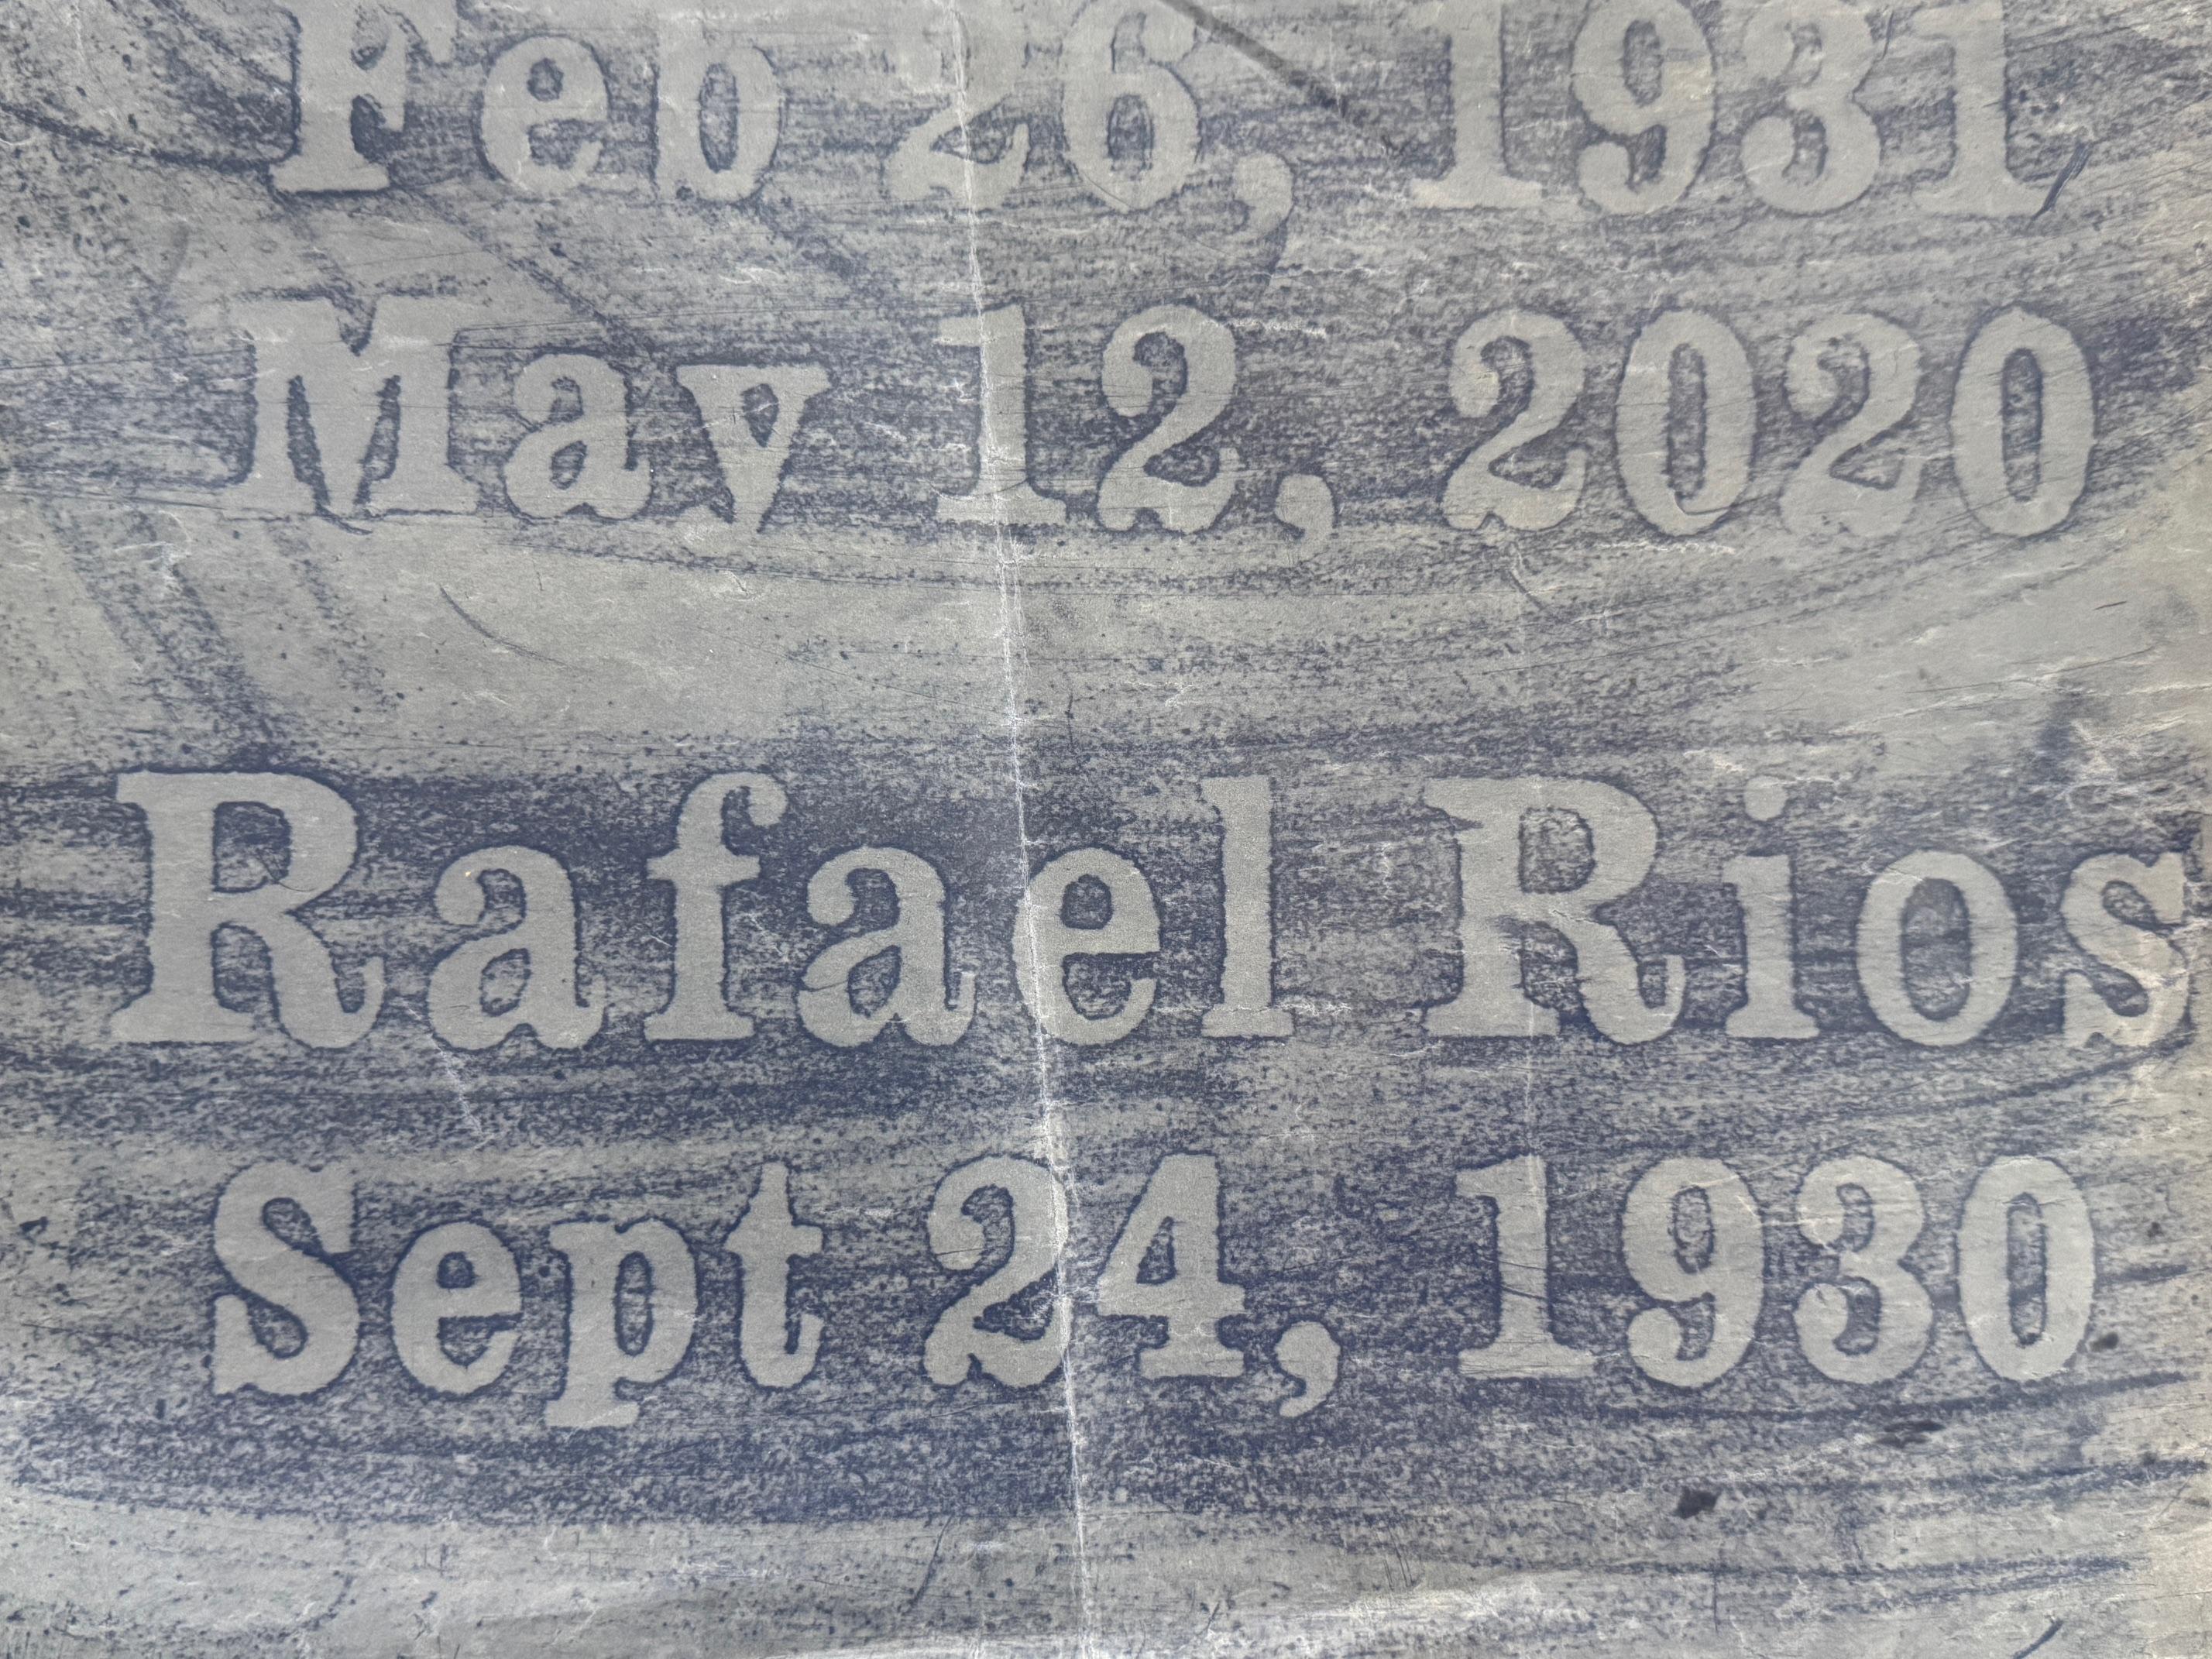 Feb 26, 1931
May 12, 2020
Rafael Rios
Sept 24, 1930